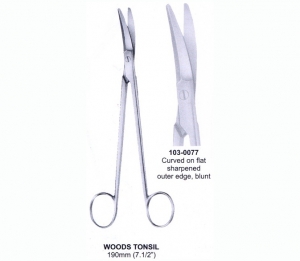 103-0077
Curved on flat
sharpened
outer edge, blunt
WOODS TONSIL
190mm (7.1/2")